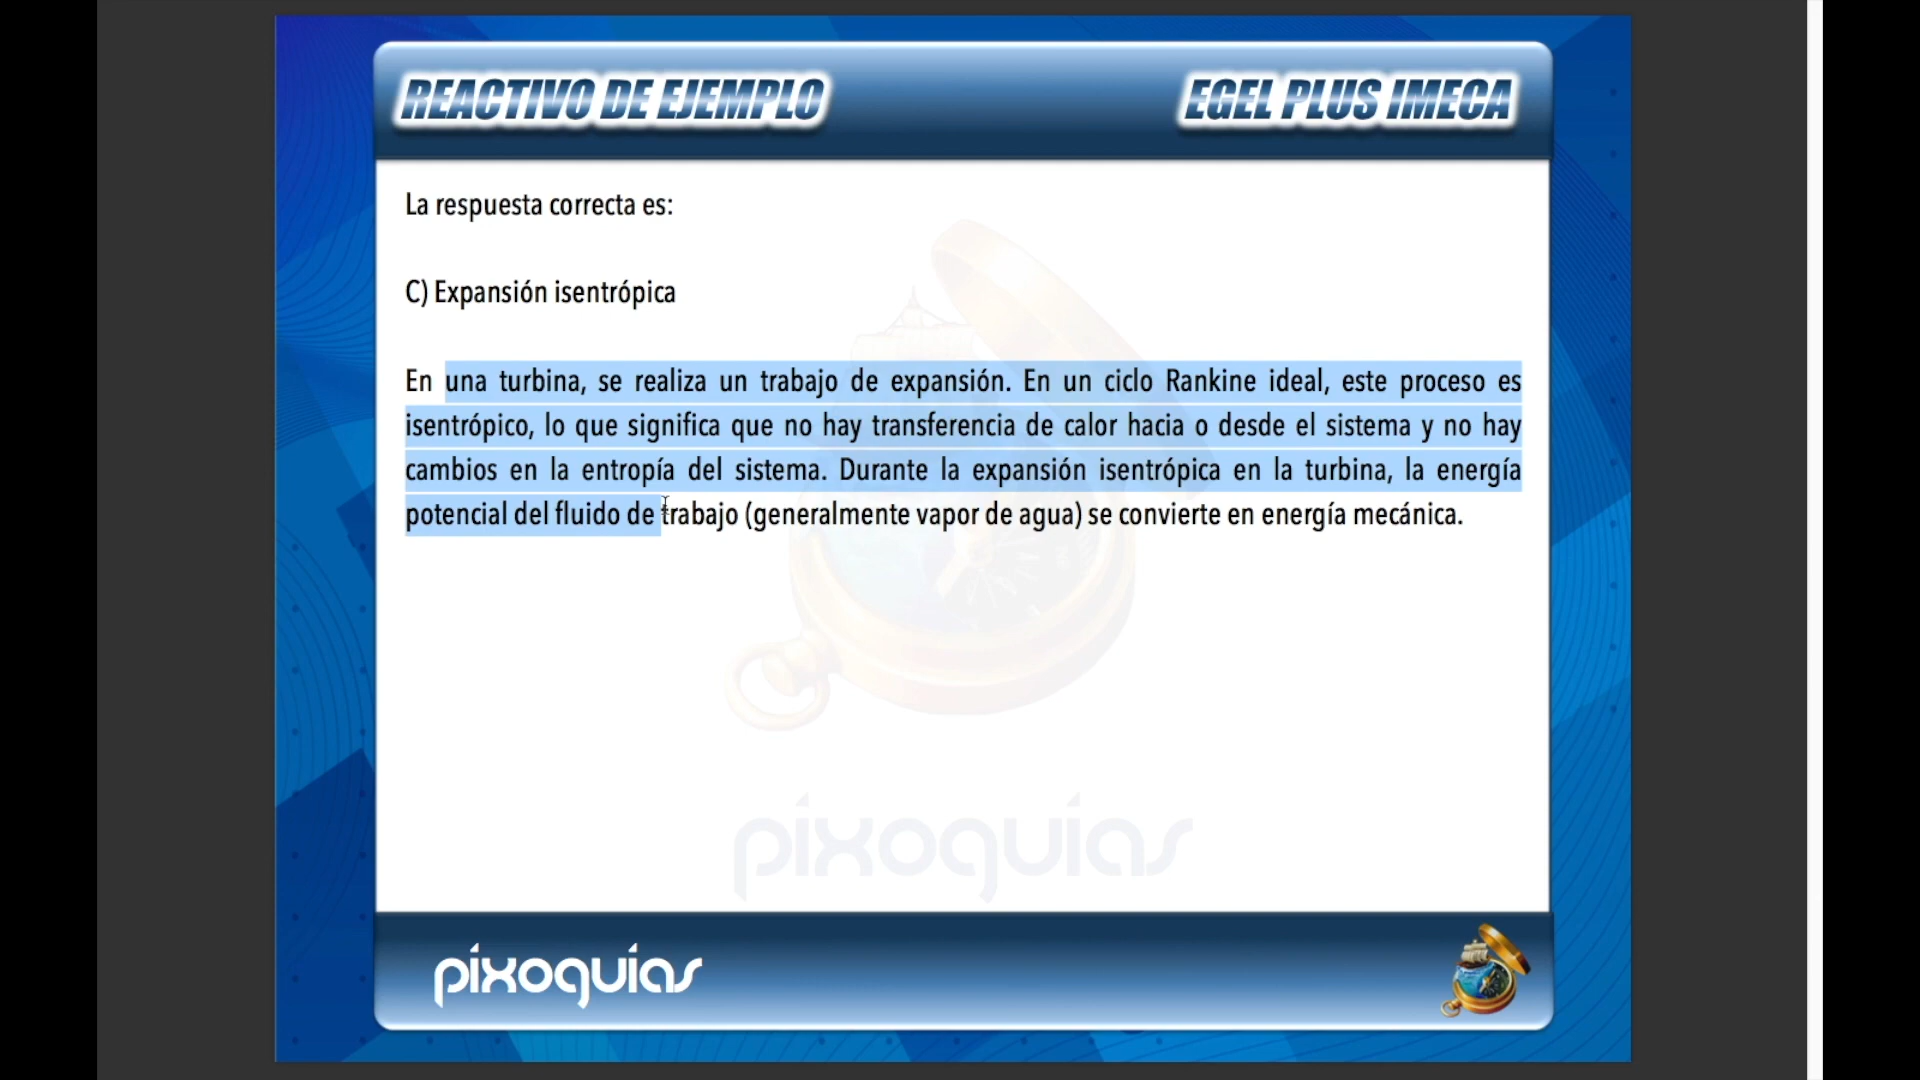 REACTIVO DE EJEMPLO
EGEL PLUS IMECA
La respuesta correcta es:
C) Expansión isentrópica
En una turbina, se realiza un trabajo de expansión. En un ciclo Rankine ideal, este proceso es
isentrópico, lo que significa que no hay transferencia de calor hacia o desde el sistema y no hay
cambios en la entropía del sistema. Durante la expansión isentrópica en la turbina, la energía
potencial del fluido de trabajo (generalmente vapor de agua) se convierte en energía mecánica.
pixoguías
pixoguías